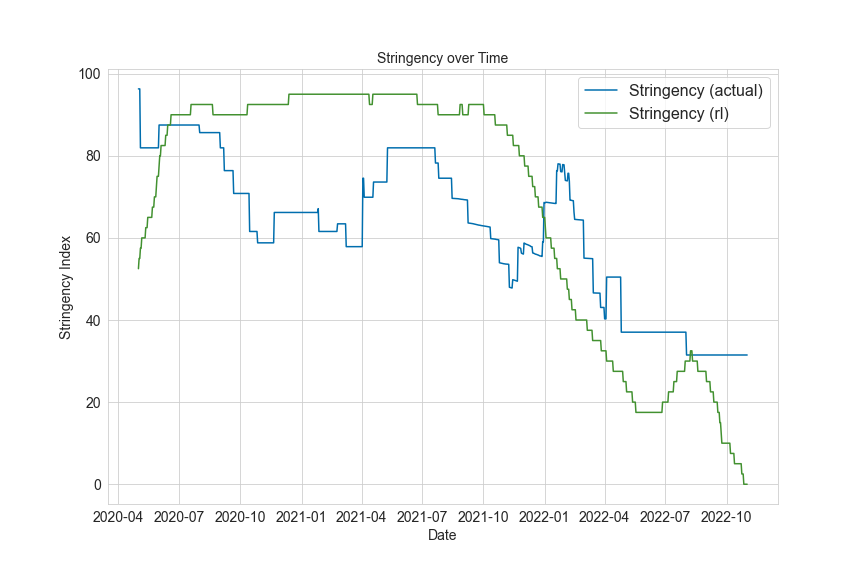 Stringency over Time
Stringency (actual)
Stringency (rl)
100
80
60
40
20
0
Stringency Index
2020-04 2020-07 2020-10 2021-01 2021-04 2021-07 2021-10 2022-01 2022-04 2022-07 2022-10
Date